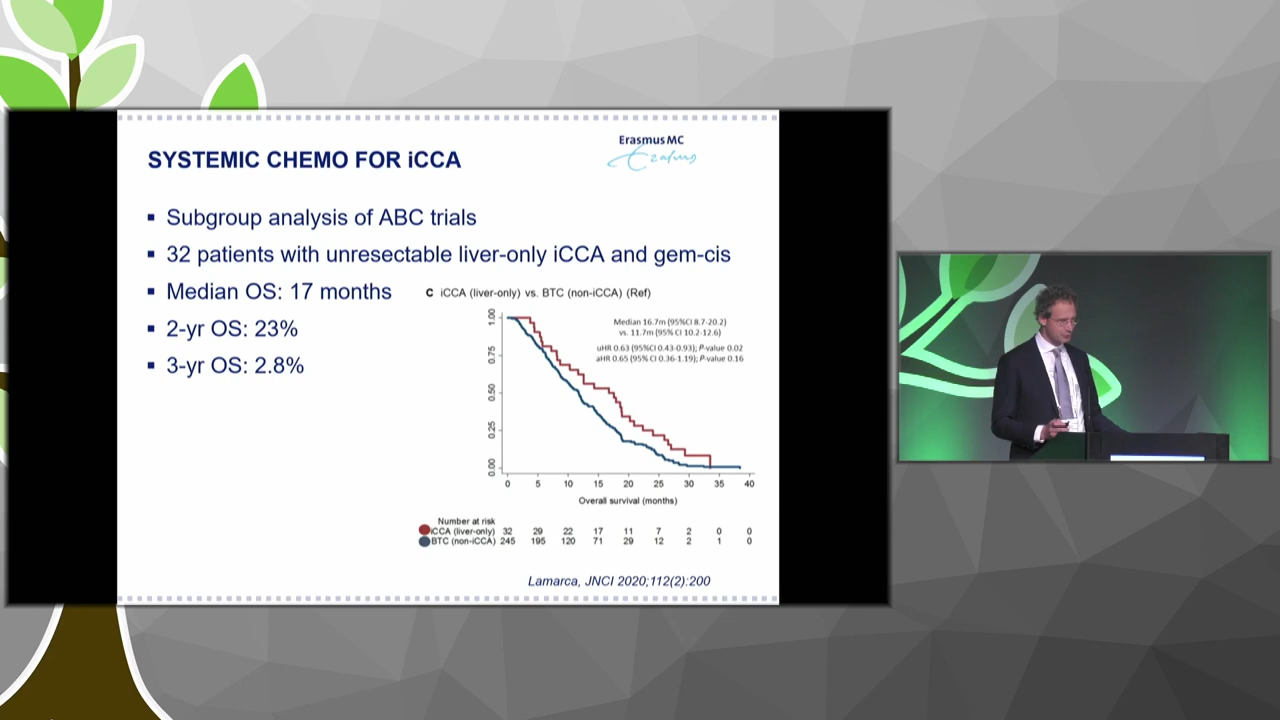 SYSTEMIC CHEMO FOR iCCA
Erasmus MC
Erasmus
Subgroup analysis of ABC trials
32 patients with unresectable liver-only iCCA and gem-cis
Median OS: 17 months
2-yr OS: 23%
3-yr OS: 2.8%
C iCCA (liver-only) vs. BTC (non-iCCA) (Ref)
Median 16.7m (95%CI 8.7-20.2)
vs. 11.7m (95% CI 10.2-12.6)
uHR 0.63 (95%CI 0.43-0.93); P value 0.02
aHR 0.65 (95% CI 0.36-1.19); P value 0.16
1.00
0.75
0.50
0.25
0.00
0 5 10 15 20 25 30 35 40
Overall survival (months)
Number at risk
iCCA (liver-only) 32 29 22 17 11 7 2 0 0
BTC (non-iCCA) 245 195 120 71 29 12 2 1 0
Lamarca, JNCI 2020;112(2):200